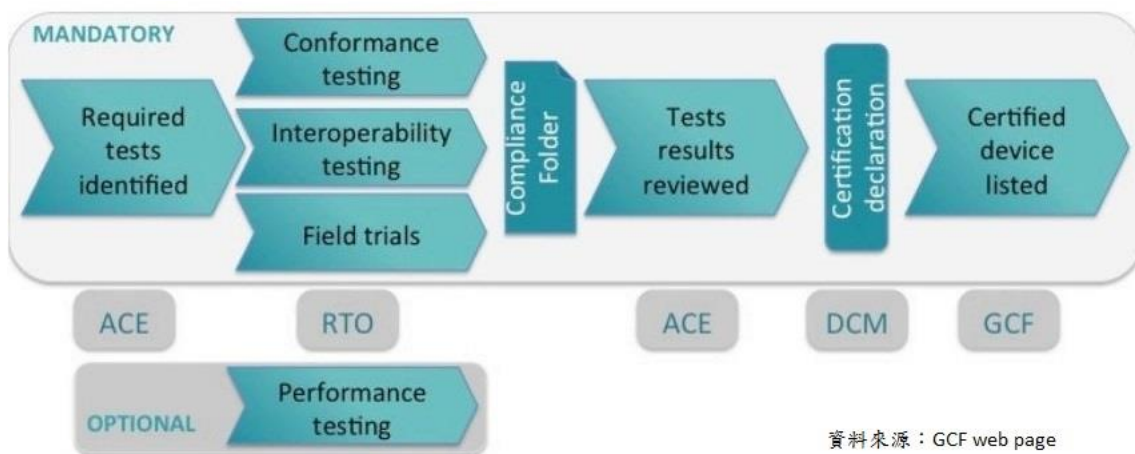 MANDATORY
Required
tests
identified
Conformance
testing
Interoperability
testing
Field trials
Compliance
Folder
Tests
results
reviewed
Certification
declaration
Certified
device
listed
ACE
RTO
ACE
DCM
GCF
OPTIONAL
Performance
testing
資料來源：GCF web page